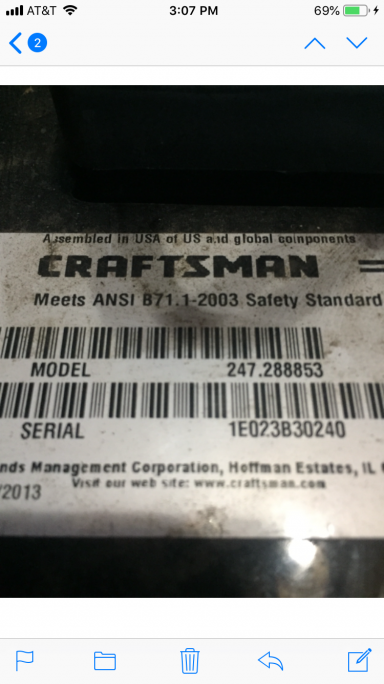 AT&T 3:07 PM 69%
2
Assembled in USA of US and global components
CRAFTSMAN
Meets ANSI B71.1-2003 Safety Standard
MODEL 247.288853
SERIAL 1E023B30240
nds Management Corporation, Hoffman Estates, IL
Visit our web site: www.craftsman.com
/2013